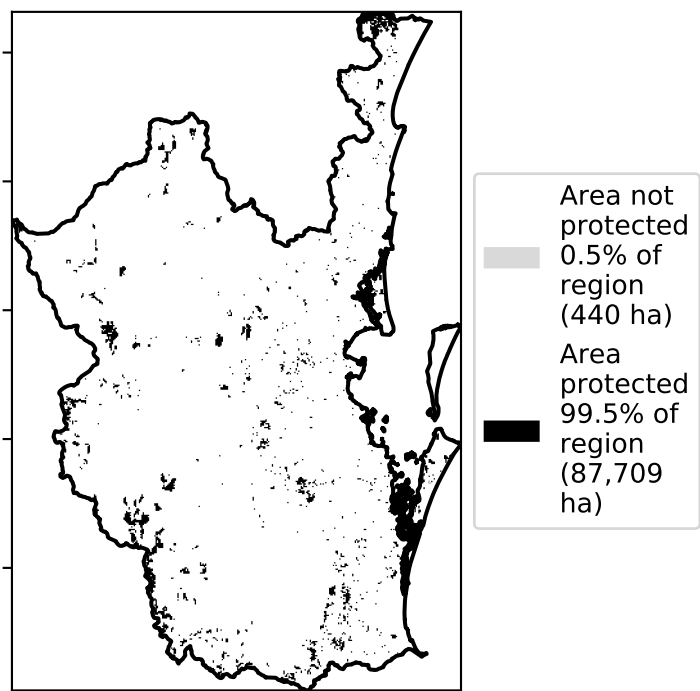 Area not
protected
0.5% of
region
(440 ha)
Area
protected
99.5% of
region
(87,709
ha)